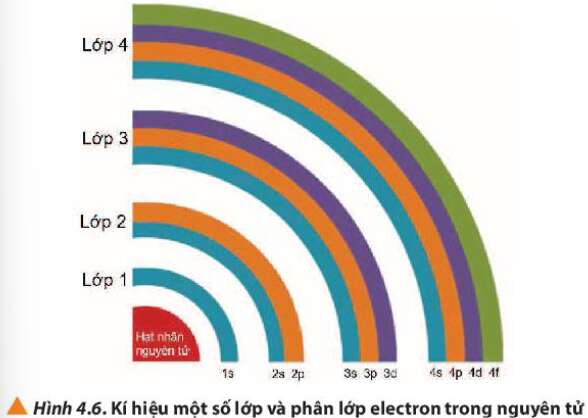 Lớp 4
Lớp 3
Lớp 2
Lớp 1
Hạt nhân
nguyên tử
1s 2s 2p 3s 3p 3d 4s 4p 4d 4f
Hình 4.6. Kí hiệu một số lớp và phân lớp electron trong nguyên tử